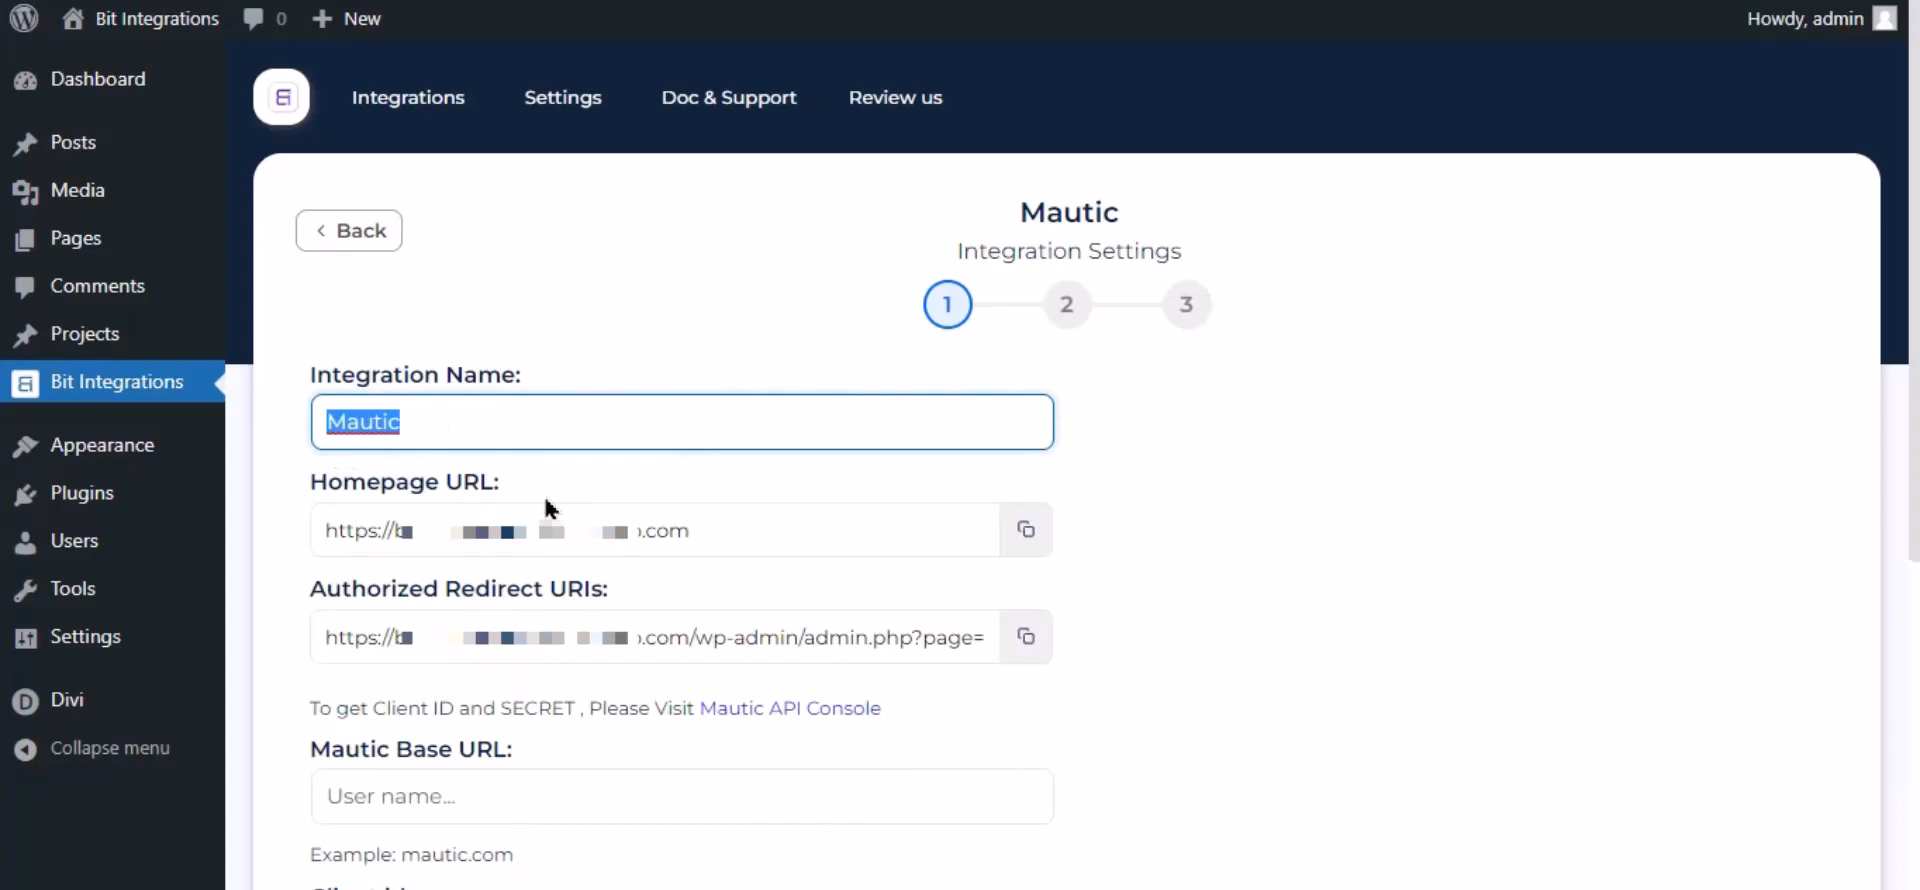 Bit Integrations 0 New Howdy, admin
Dashboard
Posts
Media
Pages
Comments
Projects
Bit Integrations
Appearance
Plugins
Users
Tools
Settings
Divi
Collapse menu
Integrations Settings Doc & Support Review us
Back
Mautic
Integration Settings
1 2 3
Integration Name:
Mautic
Homepage URL:
https://b .com
Authorized Redirect URIs:
https://b .com/wp-admin/admin.php?page=
To get Client ID and SECRET , Please Visit Mautic API Console
Mautic Base URL:
User name...
Example: mautic.com